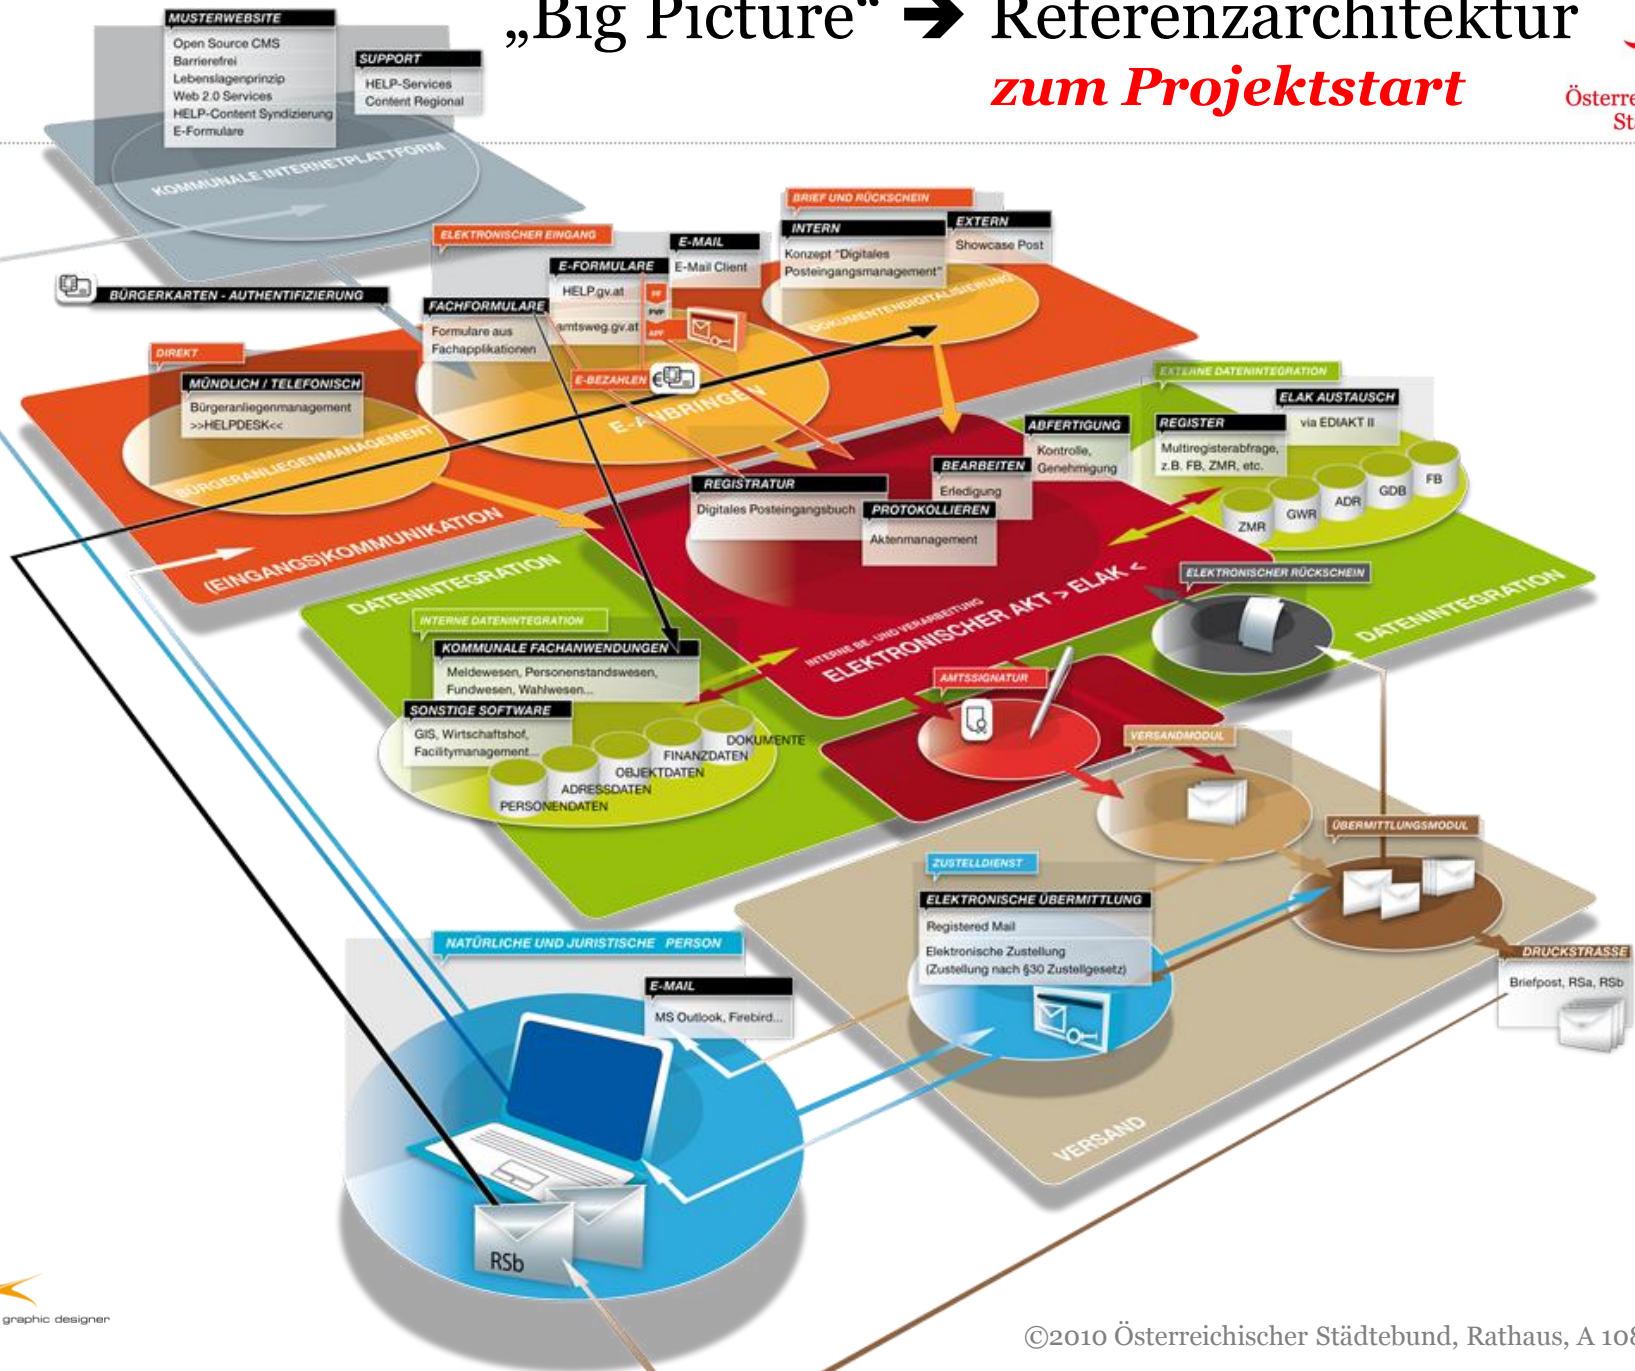 „Big Picture“ ➔ Referenzarchitektur
zum Projektstart
MUSTERWEBSITE
Open Source CMS
Barrierefrei
Lebenslagenprinzip
Web 2.0 Services
HELP-Content Syndizierung
E-Formulare
SUPPORT
HELP-Services
Content Regional
KOMMUNALE INTERNETPLATTFORM
BÜRGERKARTEN - AUTHENTIFIZIERUNG
ELEKTRONISCHER EINGANG
E-MAIL
E-Mail Client
E-FORMULARE
HELP.gv.at
amtsweg.gv.at
PVP
FACHFORMULARE
Formulare aus
Fachapplikationen
E-BEZAHLEN
€
E-ANBRINGEN
BRIEF UND RÜCKSCHEIN
INTERN
Konzept "Digitales
Posteingangsmanagement"
EXTERN
Showcase Post
DOKUMENTENDIGITALISIERUNG
DIREKT
MÜNDLICH / TELEFONISCH
Bürgeranliegenmanagement
>>HELPDESK<<
BÜRGERANLIEGENMANAGEMENT
(EINGANGS)KOMMUNIKATION
EXTERNE DATENINTEGRATION
ELAK AUSTAUSCH
via EDIAKT II
REGISTER
Multiregisterabfrage,
z.B. FB, ZMR, etc.
ZMR
GWR
ADR
GDB
FB
DATENINTEGRATION
ABFERTIGUNG
Kontrolle,
Genehmigung
BEARBEITEN
Erledigung
REGISTRATUR
Digitales Posteingangsbuch
PROTOKOLLIEREN
Aktenmanagement
INTERNE BE- UND VERARBEITUNG
ELEKTRONISCHER AKT > ELAK <
ELEKTRONISCHER RÜCKSCHEIN
DATENINTEGRATION
INTERNE DATENINTEGRATION
KOMMUNALE FACHANWENDUNGEN
Meldewesen, Personenstandswesen,
Fundwesen, Wahlwesen...
SONSTIGE SOFTWARE
GIS, Wirtschaftshof,
Facilitymanagement...
PERSONENDATEN
ADRESSDATEN
OBJEKTDATEN
FINANZDATEN
DOKUMENTE
AMTSSIGNATUR
VERSANDMODUL
ÜBERMITTLUNGSMODUL
ZUSTELLDIENST
ELEKTRONISCHE ÜBERMITTLUNG
Registered Mail
Elektronische Zustellung
(Zustellung nach §30 Zustellgesetz)
DRUCKSTRASSE
Briefpost, RSa, RSb
VERSAND
NATÜRLICHE UND JURISTISCHE PERSON
E-MAIL
MS Outlook, Firebird...
RSb
graphic designer
©2010 Österreichischer Städtebund, Rathaus, A 108